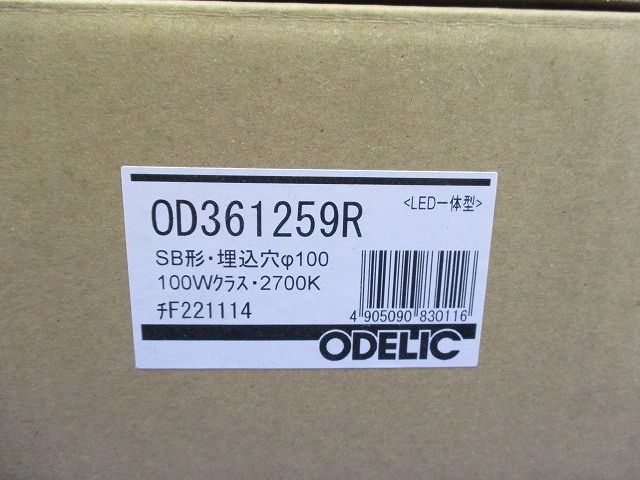 OD361259R
<LED一体型>
SB形・埋込穴φ100
100Wクラス・2700K
ﾁF221114
4 905090 830116
ODELIC